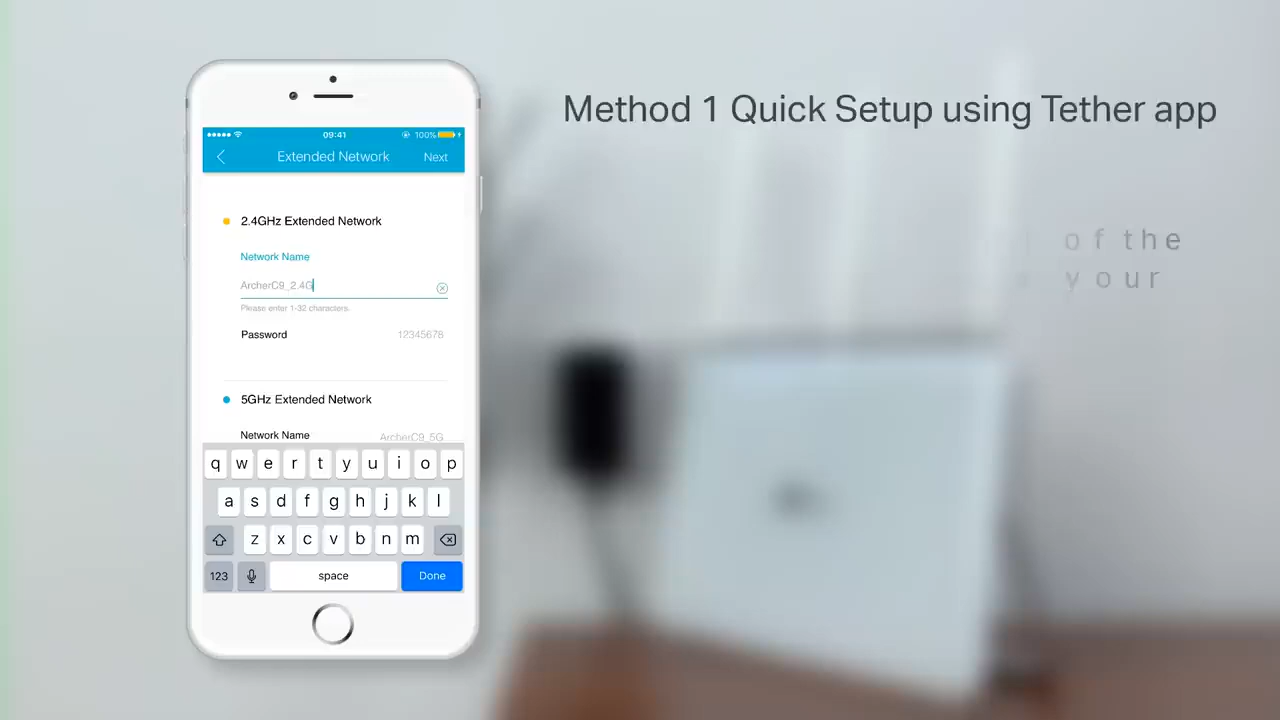 Method 1 Quick Setup using Tether app
of the
your
09:41
100%
Extended Network
Next
2.4GHz Extended Network
Network Name
ArcherC9_2.4G
Please enter 1-32 characters.
Password
12345678
5GHz Extended Network
Network Name
ArcherC9_5G
q w e r t y u i o p
a s d f g h j k l
z x c v b n m
123
space
Done